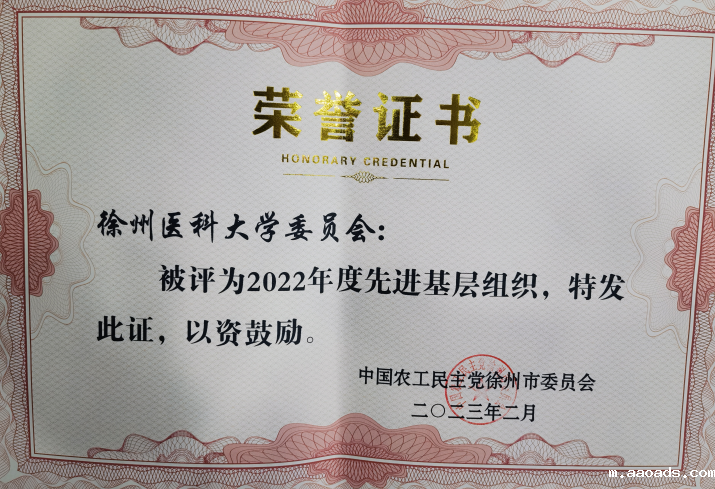 荣誉证书
HONORARY CREDENTIAL
徐州医科大学委员会：
被评为2022年度先进基层组织，特发
此证，以资鼓励。
中国农工民主党徐州市委员会
二〇二三年二月
m.aaoads.com